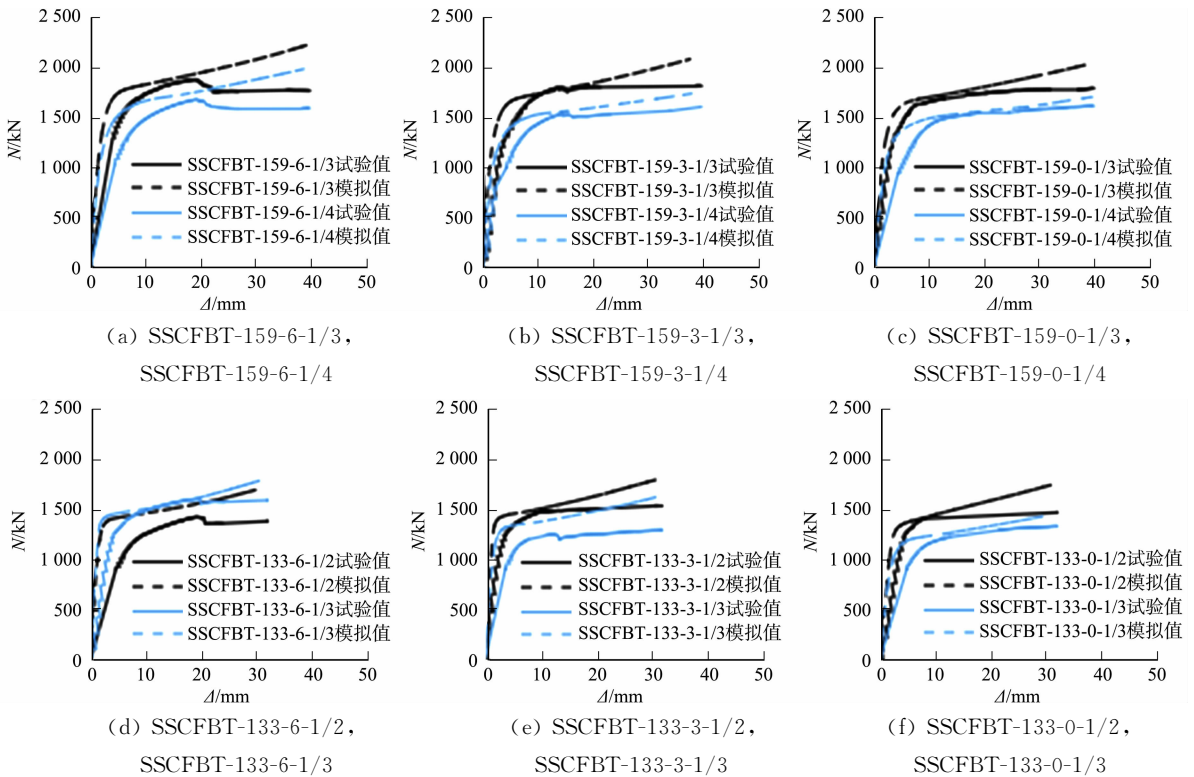 2 500
2 000
1 500
1 000
500
0
N/kN
0 10 20 30 40 50
Δ/mm
SSCFBT-159-6-1/3试验值
SSCFBT-159-6-1/3模拟值
SSCFBT-159-6-1/4试验值
SSCFBT-159-6-1/4模拟值
(a) SSCFBT-159-6-1/3,
SSCFBT-159-6-1/4
2 500
2 000
1 500
1 000
500
0
N/kN
0 10 20 30 40 50
Δ/mm
SSCFBT-159-3-1/3试验值
SSCFBT-159-3-1/3模拟值
SSCFBT-159-3-1/4试验值
SSCFBT-159-3-1/4模拟值
(b) SSCFBT-159-3-1/3,
SSCFBT-159-3-1/4
2 500
2 000
1 500
1 000
500
0
N/kN
0 10 20 30 40 50
Δ/mm
SSCFBT-159-0-1/3试验值
SSCFBT-159-0-1/3模拟值
SSCFBT-159-0-1/4试验值
SSCFBT-159-0-1/4模拟值
(c) SSCFBT-159-0-1/3,
SSCFBT-159-0-1/4
2 500
2 000
1 500
1 000
500
0
N/kN
0 10 20 30 40 50
Δ/mm
SSCFBT-133-6-1/2试验值
SSCFBT-133-6-1/2模拟值
SSCFBT-133-6-1/3试验值
SSCFBT-133-6-1/3模拟值
(d) SSCFBT-133-6-1/2,
SSCFBT-133-6-1/3
2 500
2 000
1 500
1 000
500
0
N/kN
0 10 20 30 40 50
Δ/mm
SSCFBT-133-3-1/2试验值
SSCFBT-133-3-1/2模拟值
SSCFBT-133-3-1/3试验值
SSCFBT-133-3-1/3模拟值
(e) SSCFBT-133-3-1/2,
SSCFBT-133-3-1/3
2 500
2 000
1 500
1 000
500
0
N/kN
0 10 20 30 40 50
Δ/mm
SSCFBT-133-0-1/2试验值
SSCFBT-133-0-1/2模拟值
SSCFBT-133-0-1/3试验值
SSCFBT-133-0-1/3模拟值
(f) SSCFBT-133-0-1/2,
SSCFBT-133-0-1/3